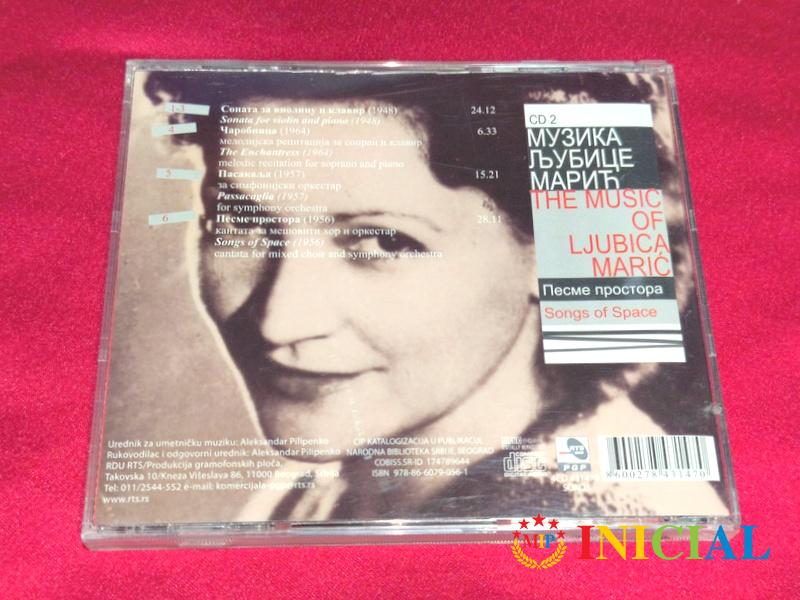 1-3 Соната за виолину и клавир (1948) 24.12
Sonata for violin and piano (1948)
4 Чаробница (1964) 6.33
мелодијска рецитација за сопран и клавир
The Enchantress (1964)
melodic recitation for soprano and piano
5 Пасакаља (1957) 15.21
за симфонијски оркестар
Passacaglia (1957)
for symphony orchestra
6 Песме простора (1956) 28.11
кантата за мешовити хор и оркестар
Songs of Space (1956)
cantata for mixed choir and symphony orchestra
CD 2
МУЗИКА
ЉУБИЦЕ
МАРИЋ
THE MUSIC
OF
LJUBICA
MARIĆ
Песме простора
Songs of Space
Urednik za umetničku muziku: Aleksandar Pilipenko
Rukovodilac i odgovorni urednik: Aleksandar Pilipenko
RDU RTS/Produkcija gramofonskih ploča,
Takovska 10/Kneza Višeslava 86, 11000 Beograd, Srbija
Tel: 011/2544-552 e-mail: komercijala-pgp@rts.rs
www.rts.rs
CIP KATALOGIZACIJA U PUBLIKACIJI
NARODNA BIBLIOTEKA SRBIJE, BEOGRAD
COBISS.SR-ID 174789644
ISBN 978-86-6079-056-1
disc
RTS
PGP
8600278 431470
SOKOJ
MP
INICIAL